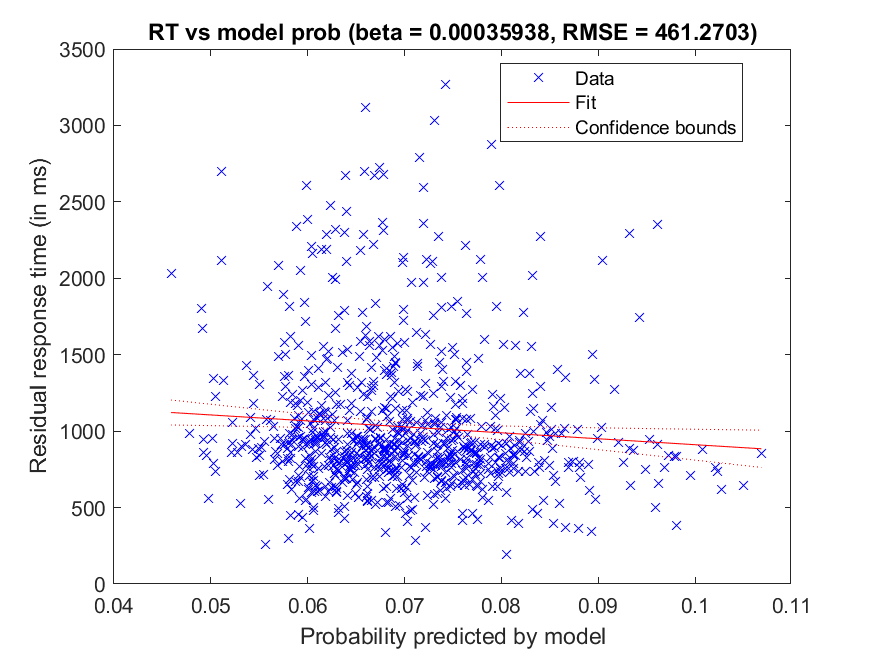 RT vs model prob (beta = 0.00035938, RMSE = 461.2703)
Data
Fit
Confidence bounds
Residual response time (in ms)
3500
3000
2500
2000
1500
1000
500
0
0.04 0.05 0.06 0.07 0.08 0.09 0.1 0.11
Probability predicted by model